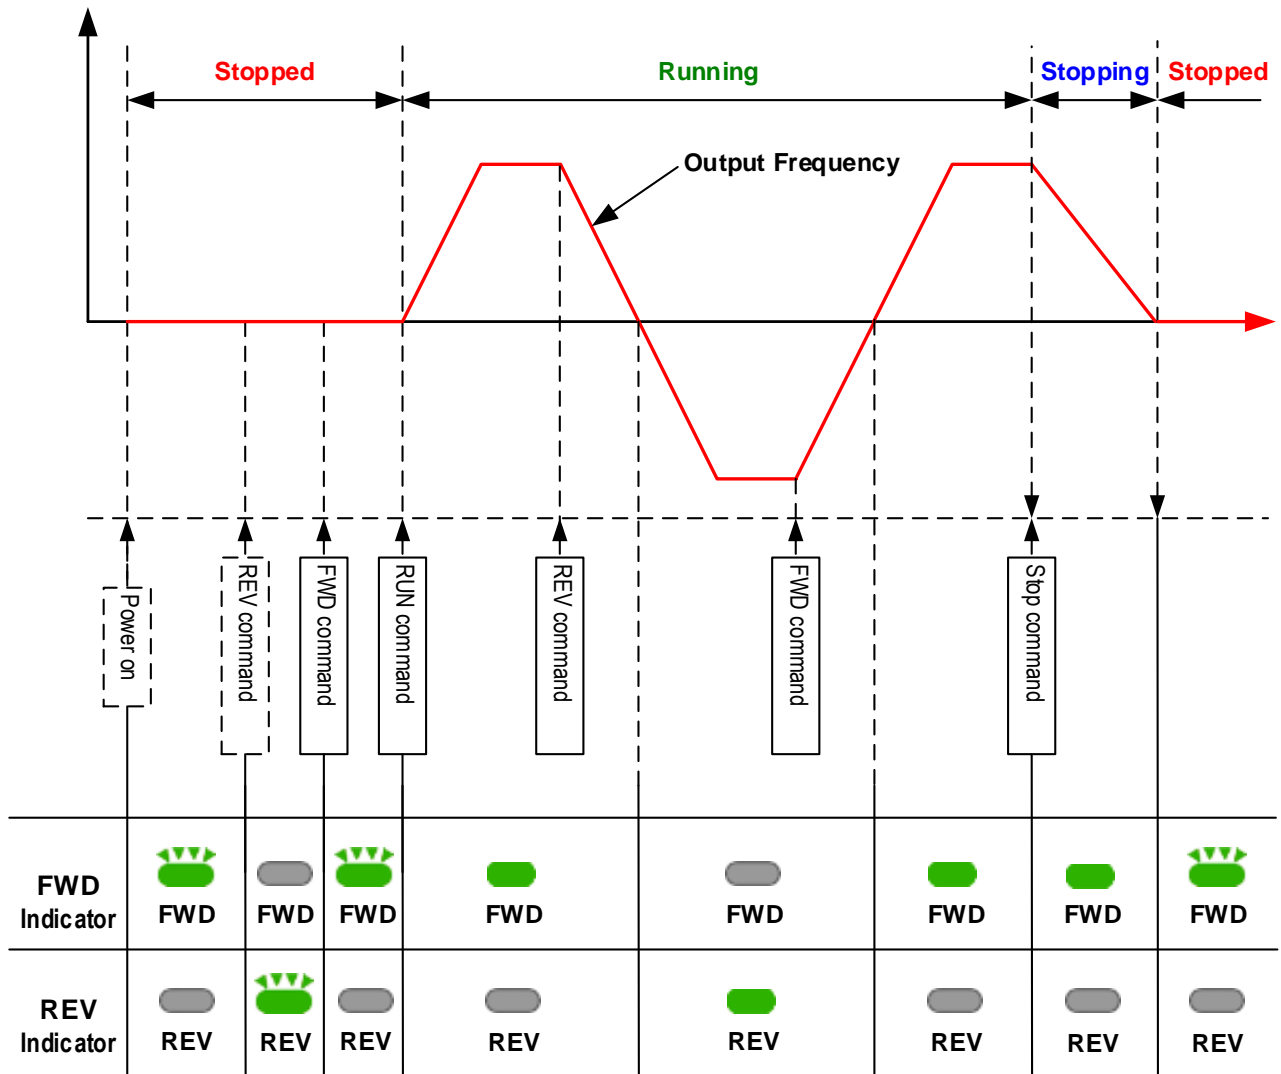 Stopped
Running
Stopping
Stopped
Output Frequency
Power on
REV command
FWD command
RUN command
REV command
FWD command
Stop command
FWD
Indicator
FWD
FWD
FWD
FWD
FWD
FWD
FWD
FWD
REV
Indicator
REV
REV
REV
REV
REV
REV
REV
REV